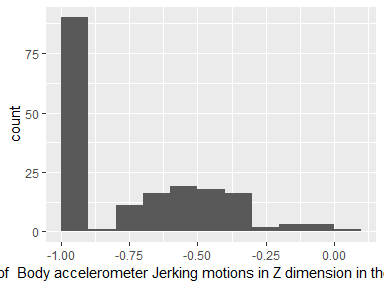 75
50
25
0
count
-1.00 -0.75 -0.50 -0.25 0.00
of Body accelerometer Jerking motions in Z dimension in the